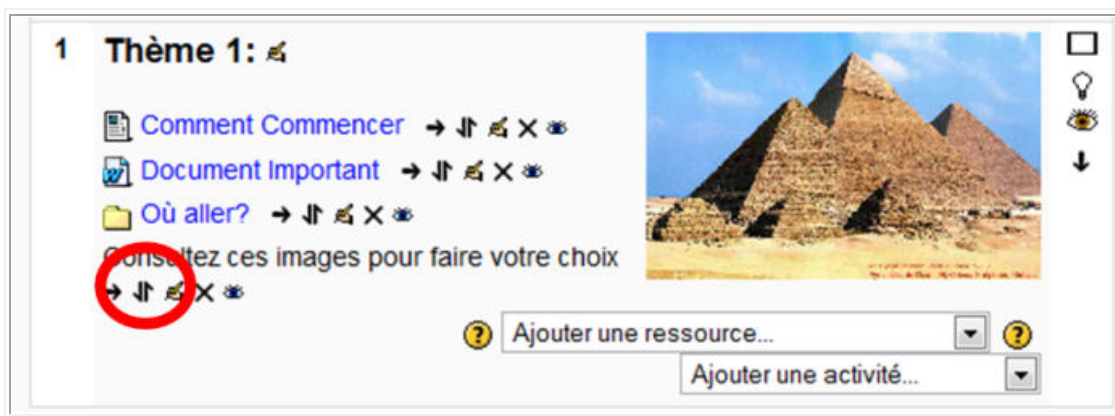 1 Thème 1:
Comment Commencer
Document Important
Où aller?
Consultez ces images pour faire votre choix
Ajouter une ressource...
Ajouter une activité...